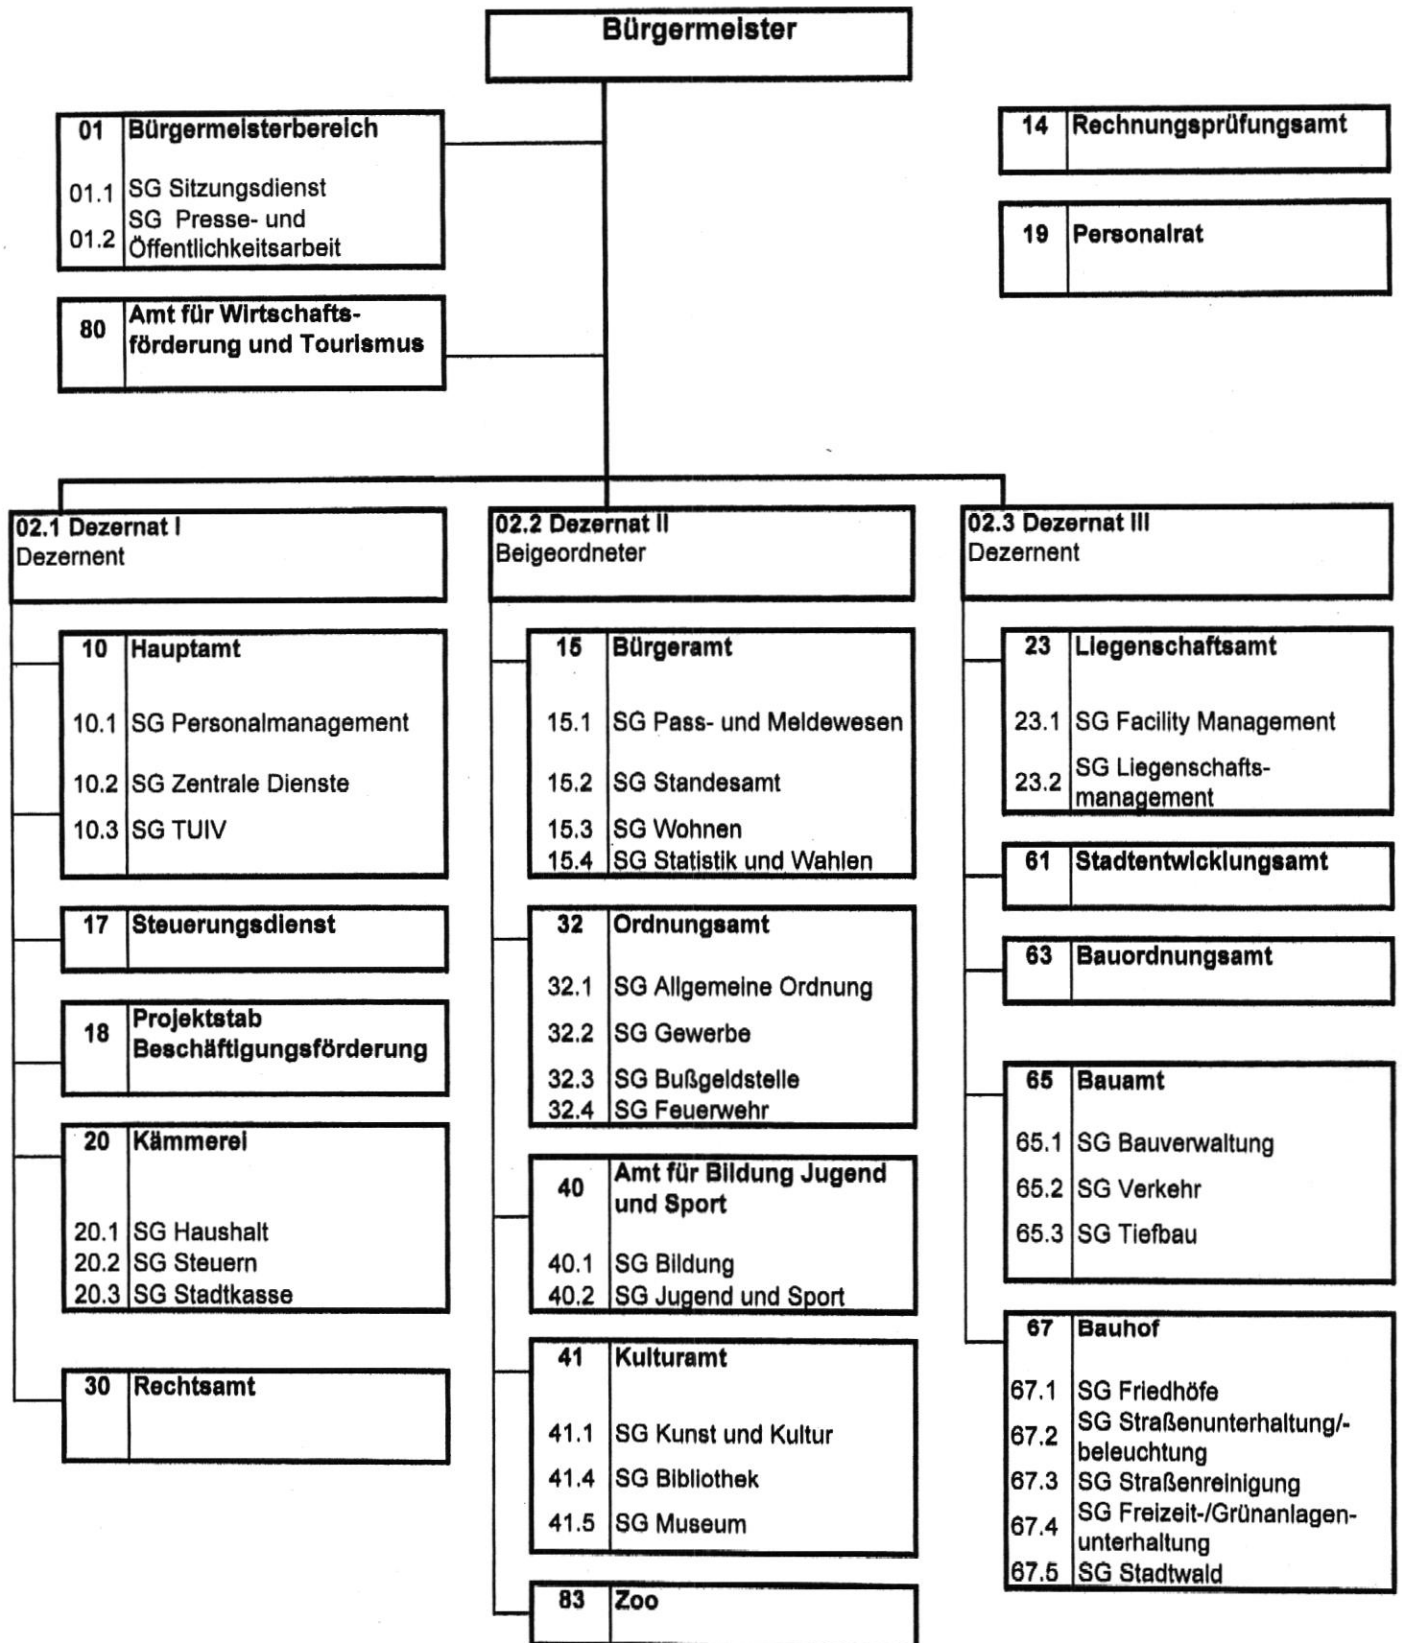 Bürgermeister
01 Bürgermeisterbereich
01.1 SG Sitzungsdienst
01.2 SG Presse- und
Öffentlichkeitsarbeit
80 Amt für Wirtschafts-
förderung und Tourismus
14 Rechnungsprüfungsamt
19 Personalrat
02.1 Dezernat I
Dezernent
10 Hauptamt
10.1 SG Personalmanagement
10.2 SG Zentrale Dienste
10.3 SG TUIV
17 Steuerungsdienst
18 Projektstab
Beschäftigungsförderung
20 Kämmerei
20.1 SG Haushalt
20.2 SG Steuern
20.3 SG Stadtkasse
30 Rechtsamt
02.2 Dezernat II
Beigeordneter
15 Bürgeramt
15.1 SG Pass- und Meldewesen
15.2 SG Standesamt
15.3 SG Wohnen
15.4 SG Statistik und Wahlen
32 Ordnungsamt
32.1 SG Allgemeine Ordnung
32.2 SG Gewerbe
32.3 SG Bußgeldstelle
32.4 SG Feuerwehr
40 Amt für Bildung Jugend
und Sport
40.1 SG Bildung
40.2 SG Jugend und Sport
41 Kulturamt
41.1 SG Kunst und Kultur
41.4 SG Bibliothek
41.5 SG Museum
83 Zoo
02.3 Dezernat III
Dezernent
23 Liegenschaftsamt
23.1 SG Facility Management
23.2 SG Liegenschafts-
management
61 Stadtentwicklungsamt
63 Bauordnungsamt
65 Bauamt
65.1 SG Bauverwaltung
65.2 SG Verkehr
65.3 SG Tiefbau
67 Bauhof
67.1 SG Friedhöfe
67.2 SG Straßenunterhaltung/-
beleuchtung
67.3 SG Straßenreinigung
67.4 SG Freizeit-/Grünanlagen-
unterhaltung
67.5 SG Stadtwald